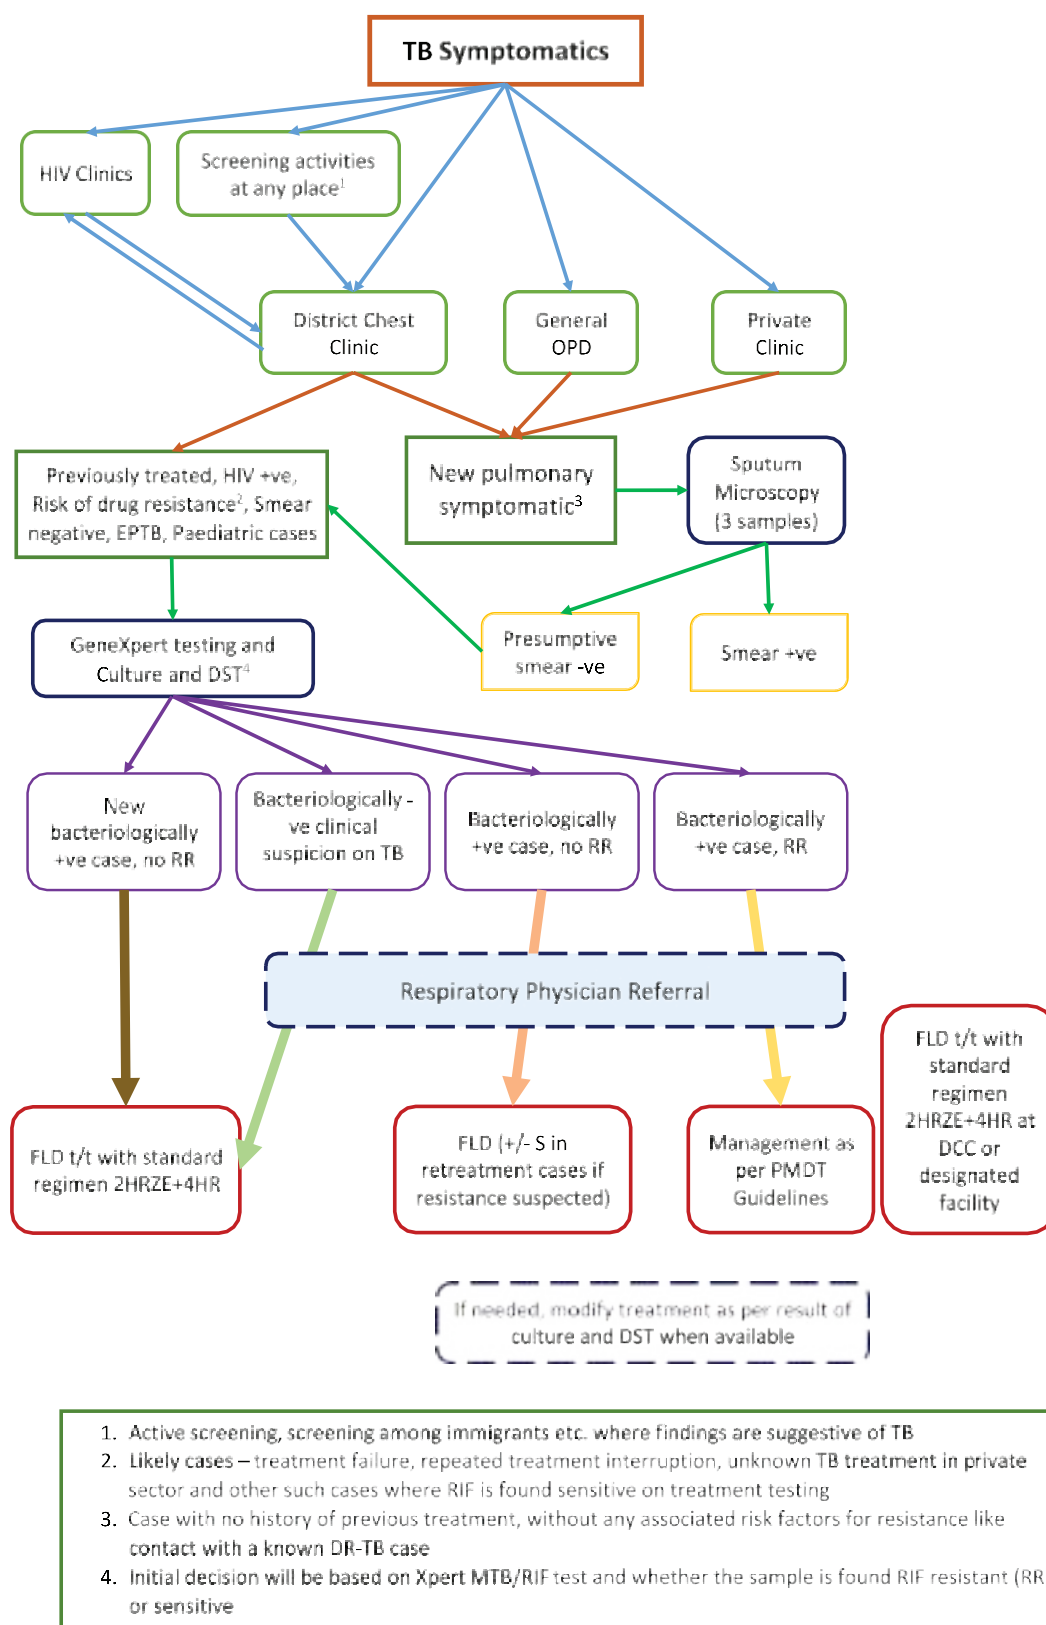 TB Symptomatics
HIV Clinics
Screening activities
at any place1
District Chest
Clinic
General
OPD
Private
Clinic
Previously treated, HIV +ve,
Risk of drug resistance2, Smear
negative, EPTB, Paediatric cases
New pulmonary
symptomatic3
Sputum
Microscopy
(3 samples)
GeneXpert testing and
Culture and DST4
Presumptive
smear -ve
Smear +ve
New
bacteriologically
+ve case, no RR
Bacteriologically -
ve clinical
suspicion on TB
Bacteriologically
+ve case, no RR
Bacteriologically
+ve case, RR
Respiratory Physician Referral
FLD t/t with standard
regimen 2HRZE+4HR
FLD (+/- S in
retreatment cases if
resistance suspected)
Management as
per PMDT
Guidelines
FLD t/t with
standard
regimen
2HRZE+4HR at
DCC or
designated
facility
If needed, modify treatment as per result of
culture and DST when available
1. Active screening, screening among immigrants etc. where findings are suggestive of TB
2. Likely cases – treatment failure, repeated treatment interruption, unknown TB treatment in private
sector and other such cases where RIF is found sensitive on treatment testing
3. Case with no history of previous treatment, without any associated risk factors for resistance like
contact with a known DR-TB case
4. Initial decision will be based on Xpert MTB/RIF test and whether the sample is found RIF resistant (RR
or sensitive